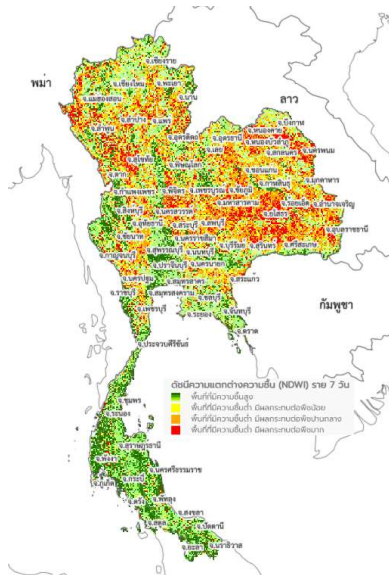 จ.เชียงราย
พม่า
จ.เชียงใหม่
จ.พะเยา
จ.แม่ฮ่องสอน
จ.น่าน
ลาว
จ.ลำปาง
จ.แพร่
จ.ลำพูน
จ.บึงกาฬ
จ.อุตรดิตถ์
จ.อุดรธานี
จ.หนองคาย
จ.เลย
จ.หนองบัวลำภู
จ.สุโขทัย
จ.สกลนคร
จ.นครพนม
จ.พิษณุโลก
จ.ตาก
จ.ขอนแก่น
จ.มุกดาหาร
จ.กำแพงเพชร
จ.พิจิตร
จ.เพชรบูรณ์
จ.ชัยภูมิ
จ.กาฬสินธุ์
จ.มหาสารคาม
จ.ร้อยเอ็ด
จ.อำนาจเจริญ
จ.นครสวรรค์
จ.ยโสธร
จ.สิงห์บุรี
จ.ลพบุรี
จ.อุทัยธานี
จ.สระบุรี
จ.อุบลราชธานี
จ.ชัยนาท
จ.นครราชสีมา
จ.บุรีรัมย์
จ.สุรินทร์
จ.ศรีสะเกษ
จ.สุพรรณบุรี
จ.นนทบุรี
จ.กาญจนบุรี
จ.ปราจีนบุรี
จ.นครนายก
จ.นครปฐม
จ.สมุทรสาคร
จ.สระแก้ว
จ.ราชบุรี
จ.สมุทรสงคราม
จ.ชลบุรี
กัมพูชา
จ.เพชรบุรี
จ.ระยอง
จ.จันทบุรี
จ.ตราด
จ.ประจวบคีรีขันธ์
ดัชนีความแตกต่างความชื้น (NDWI) ราย 7 วัน
พื้นที่ที่มีความชื้นสูง
พื้นที่ที่มีความชื้นต่ำ มีผลกระทบต่อพืชน้อย
พื้นที่ที่มีความชื้นต่ำ มีผลกระทบต่อพืชปานกลาง
พื้นที่ที่มีความชื้นต่ำ มีผลกระทบต่อพืชมาก
จ.ชุมพร
จ.ระนอง
จ.สุราษฎร์ธานี
จ.พังงา
จ.นครศรีธรรมราช
จ.กระบี่
จ.ภูเก็ต
จ.ตรัง
จ.พัทลุง
จ.สงขลา
จ.สตูล
จ.ปัตตานี
จ.ยะลา
จ.นราธิวาส